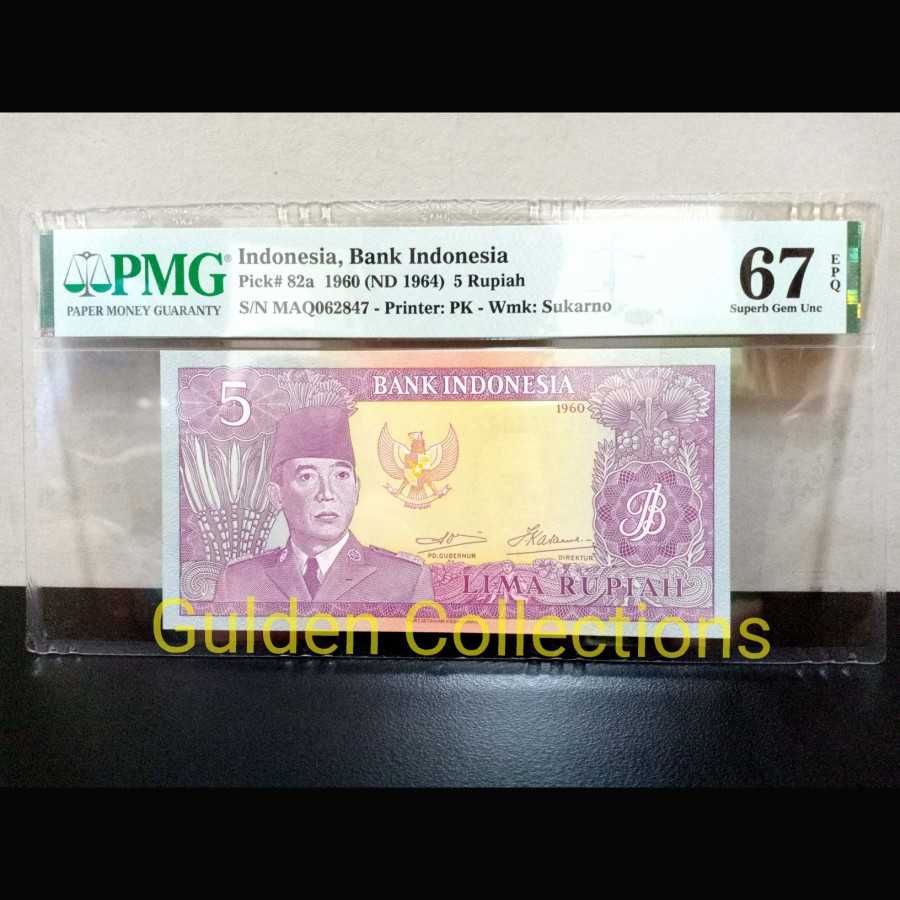 PMG
PAPER MONEY GUARANTY
Indonesia, Bank Indonesia
Pick# 82a 1960 (ND 1964) 5 Rupiah
S/N MAQ062847 - Printer: PK - Wmk: Sukarno
67
EPQ
Superb Gem Unc
5
BANK INDONESIA
1960
PD. GUBERNUR
DIREKTUR
LIMA RUPIAH
Gulden Collections